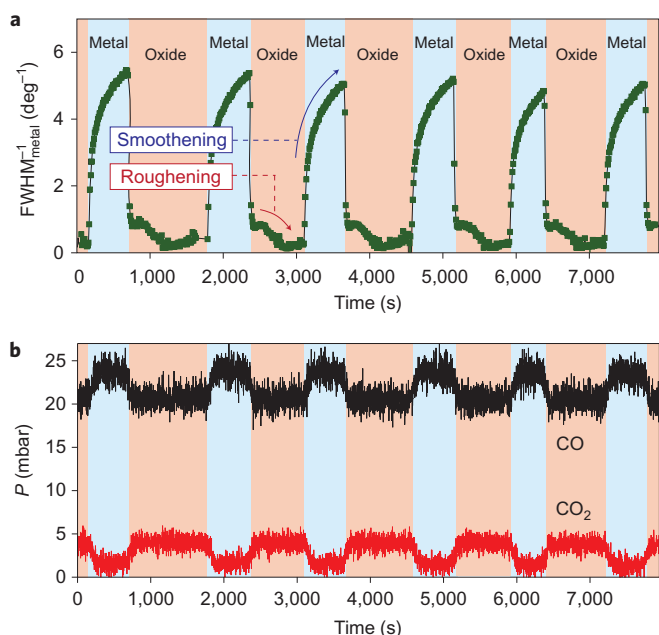 a
Metal Metal Metal Metal Metal Metal
Oxide Oxide Oxide Oxide Oxide
6
4
2
0
FWHM⁻¹metal (deg⁻¹)
Smoothening
Roughening
0 1,000 2,000 3,000 4,000 5,000 6,000 7,000
Time (s)
b
25
20
15
10
5
0
P (mbar)
CO
CO₂
0 1,000 2,000 3,000 4,000 5,000 6,000 7,000
Time (s)